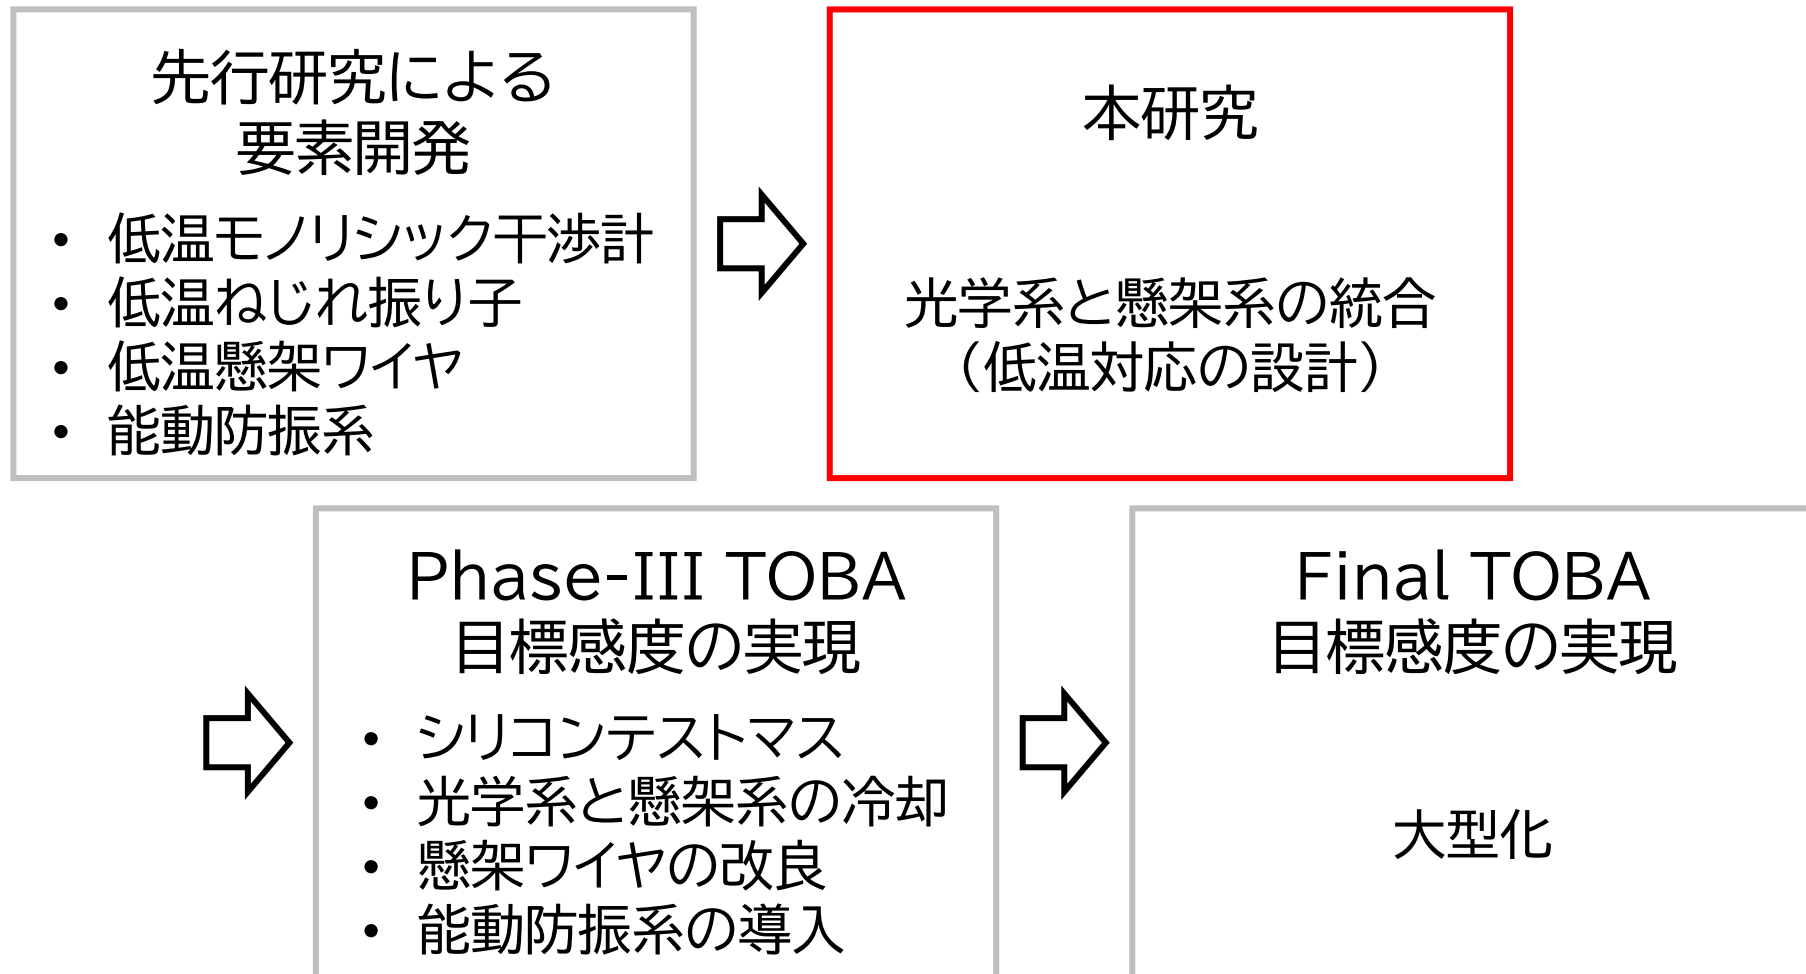 先行研究による
要素開発
• 低温モノリシック干渉計
• 低温ねじれ振り子
• 低温懸架ワイヤ
• 能動防振系
本研究
光学系と懸架系の統合
（低温対応の設計）
Phase-III TOBA
目標感度の実現
• シリコンテストマス
• 光学系と懸架系の冷却
• 懸架ワイヤの改良
• 能動防振系の導入
Final TOBA
目標感度の実現
大型化